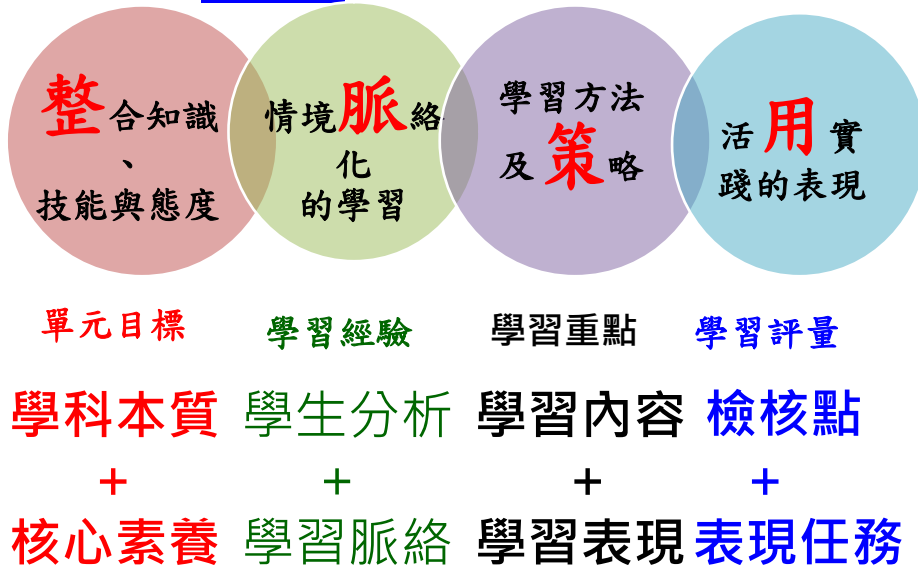 整合知識
、
技能與態度
情境脈絡
化
的學習
學習方法
及策略
活用實
踐的表現
單元目標
學習經驗
學習重點
學習評量
學科本質
+
核心素養
學生分析
+
學習脈絡
學習內容
+
學習表現
檢核點
+
表現任務